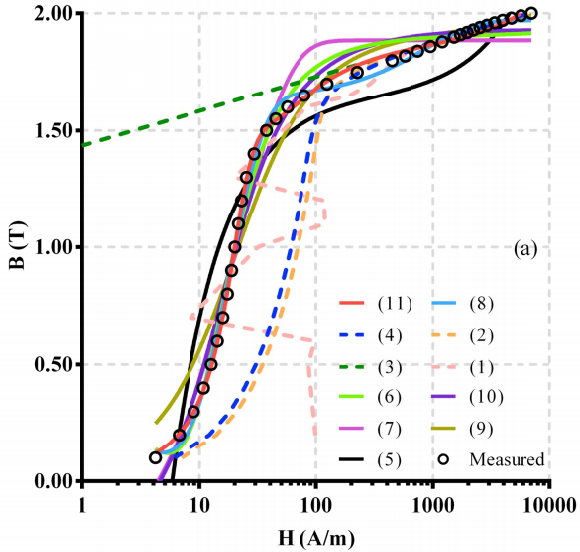 2.00
1.50
1.00
0.50
0.00
B (T)
(a)
(11) (8)
(4) (2)
(3) (1)
(6) (10)
(7) (9)
(5) Measured
1 10 100 1000 10000
H (A/m)